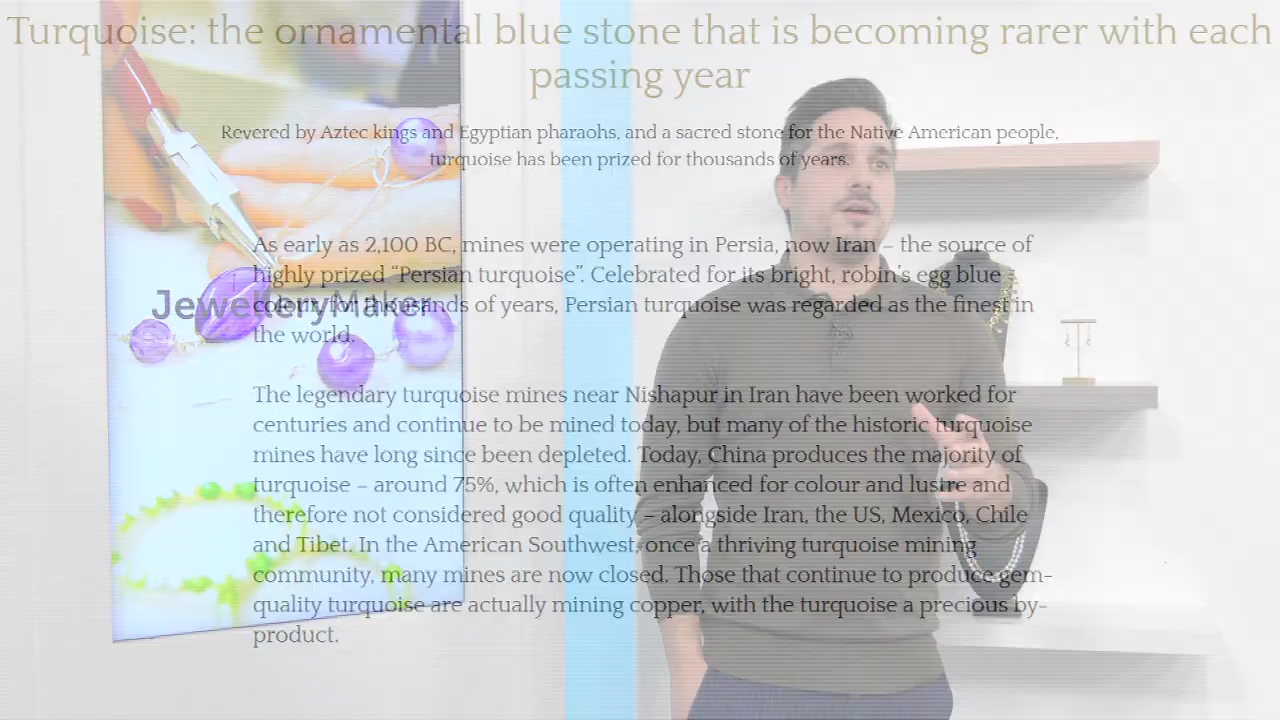 Turquoise: the ornamental blue stone that is becoming rarer with each
passing year
Revered by Aztec kings and Egyptian pharaohs, and a sacred stone for the Native American people,
turquoise has been prized for thousands of years.
As early as 2,100 BC, mines were operating in Persia, now Iran – the source of
highly prized “Persian turquoise”. Celebrated for its bright, robin’s egg blue
colour for thousands of years, Persian turquoise was regarded as the finest in
the world.
JewelleryMaker
The legendary turquoise mines near Nishapur in Iran have been worked for
centuries and continue to be mined today, but many of the historic turquoise
mines have long since been depleted. Today, China produces the majority of
turquoise – around 75%, which is often enhanced for colour and lustre and
therefore not considered good quality – alongside Iran, the US, Mexico, Chile
and Tibet. In the American Southwest, once a thriving turquoise mining
community, many mines are now closed. Those that continue to produce gem-
quality turquoise are actually mining copper, with the turquoise a precious by-
product.